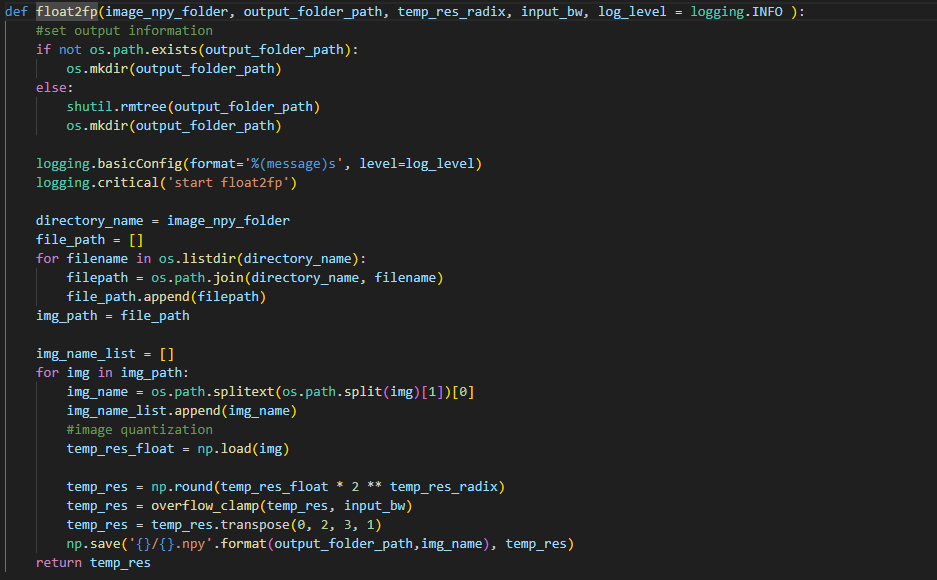 def float2fp(image_npy_folder, output_folder_path, temp_res_radix, input_bw, log_level = logging.INFO ):
    #set output information
    if not os.path.exists(output_folder_path):
        os.mkdir(output_folder_path)
    else:
        shutil.rmtree(output_folder_path)
        os.mkdir(output_folder_path)

    logging.basicConfig(format='%(message)s', level=log_level)
    logging.critical('start float2fp')

    directory_name = image_npy_folder
    file_path = []
    for filename in os.listdir(directory_name):
        filepath = os.path.join(directory_name, filename)
        file_path.append(filepath)
    img_path = file_path

    img_name_list = []
    for img in img_path:
        img_name = os.path.splitext(os.path.split(img)[1])[0]
        img_name_list.append(img_name)
        #image quantization
        temp_res_float = np.load(img)

        temp_res = np.round(temp_res_float * 2 ** temp_res_radix)
        temp_res = overflow_clamp(temp_res, input_bw)
        temp_res = temp_res.transpose(0, 2, 3, 1)
        np.save('{}/{}.npy'.format(output_folder_path,img_name), temp_res)
    return temp_res